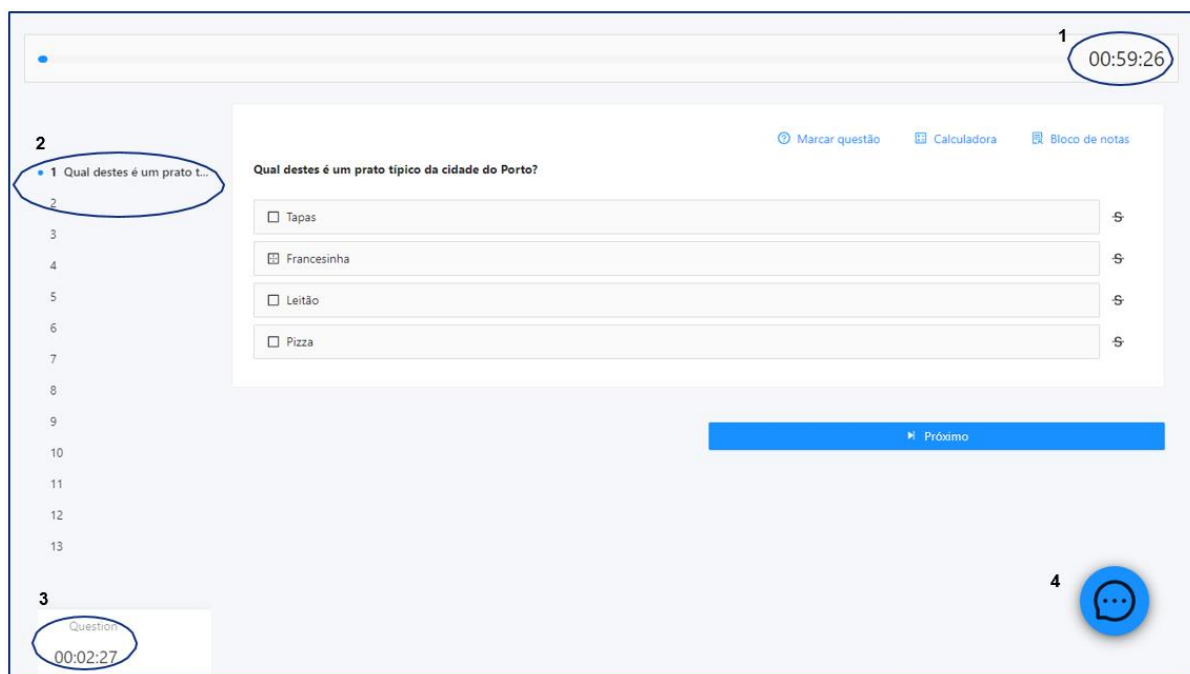 1
00:59:26
Marcar questão Calculadora Bloco de notas
2
1 Qual destes é um prato t...
2
3
4
5
6
7
8
9
10
11
12
13
Qual destes é um prato típico da cidade do Porto?
Tapas S
Francesinha S
Leitão S
Pizza S
Próximo
3
Question
00:02:27
4